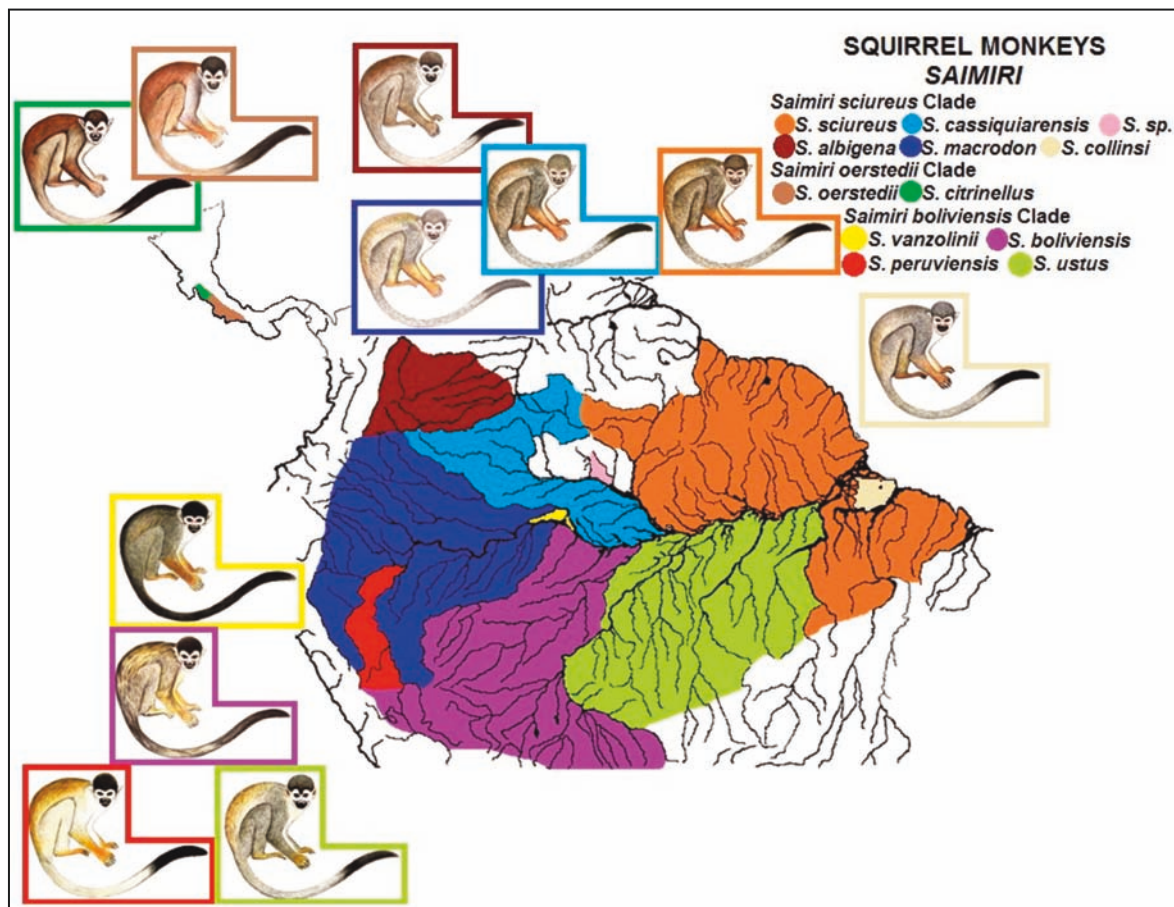 SQUIRREL MONKEYS
SAIMIRI
Saimiri sciureus Clade
S. sciureus S. cassiquiarensis S. sp.
S. albigena S. macrodon S. collinsi
Saimiri oerstedii Clade
S. oerstedii S. citrinellus
Saimiri boliviensis Clade
S. vanzolinii S. boliviensis
S. peruviensis S. ustus